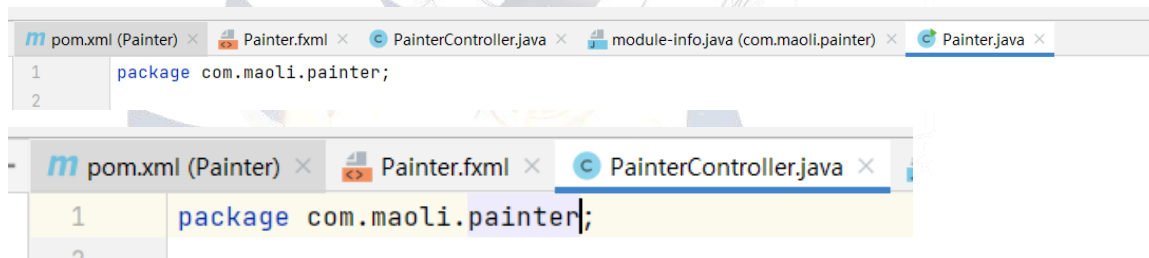 m pom.xml (Painter) × Painter.fxml × C PainterController.java × module-info.java (com.maoli.painter) × C Painter.java ×
1 package com.maoli.painter;
2
m pom.xml (Painter) × Painter.fxml × C PainterController.java ×
1 package com.maoli.painter;